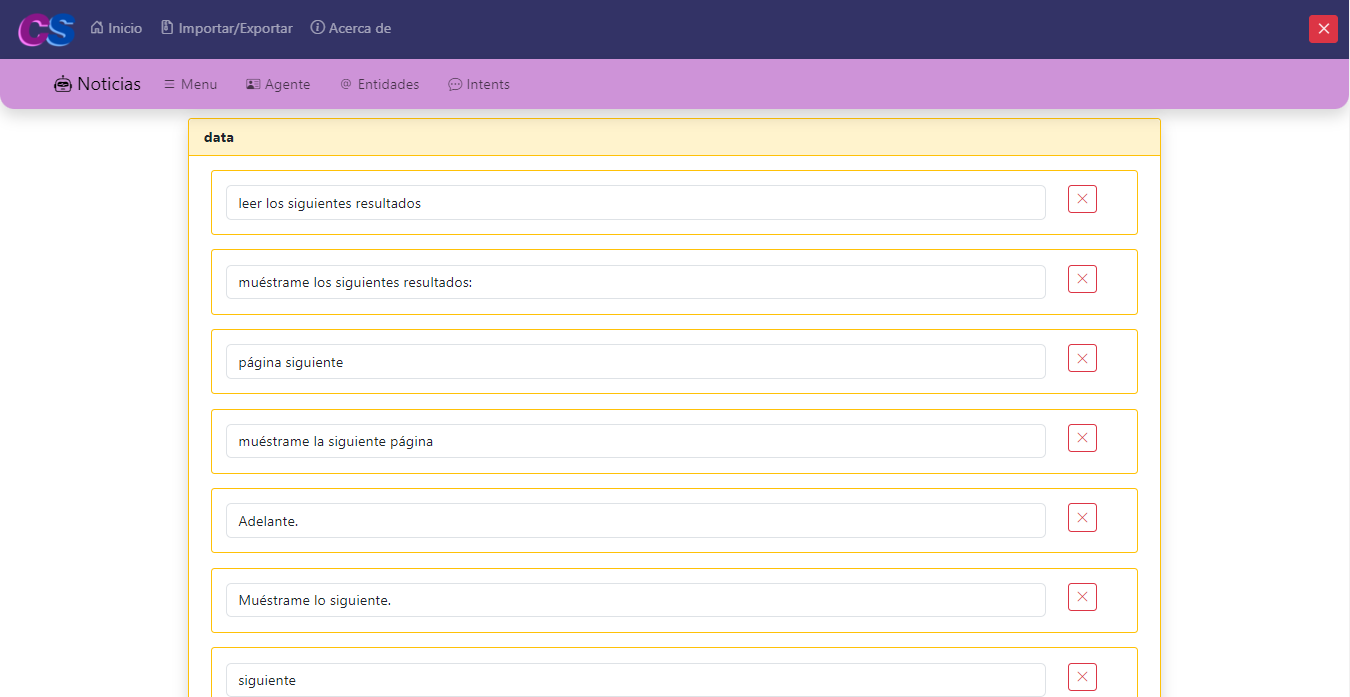 CS Inicio Importar/Exportar Acerca de
Noticias Menu Agente Entidades Intents
data
leer los siguientes resultados
muéstrame los siguientes resultados:
página siguiente
muéstrame la siguiente página
Adelante.
Muéstrame lo siguiente.
siguiente